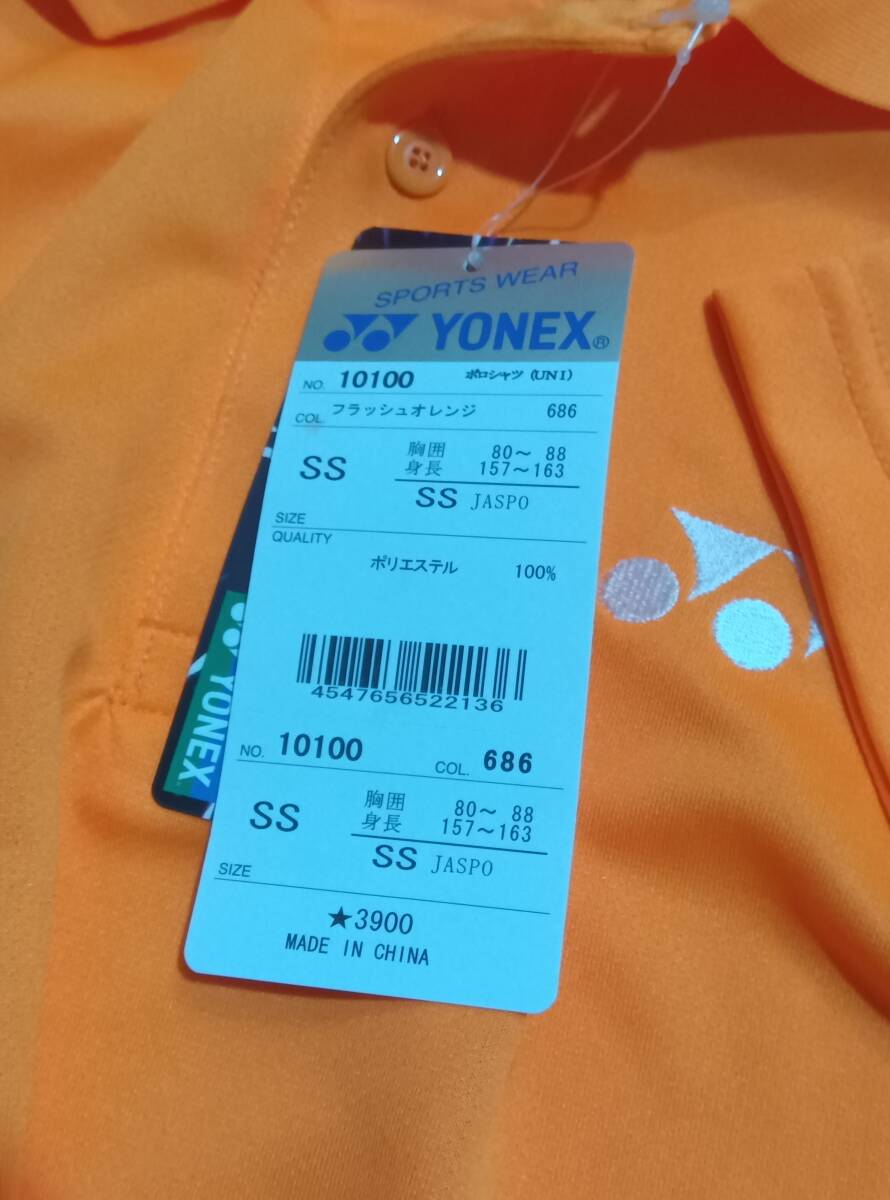 SPORTS WEAR
YONEX®
NO. 10100 ポロシャツ (UNI)
COL. フラッシュオレンジ 686
SS 胸囲 80～ 88
身長 157～163
SS JASPO
SIZE
QUALITY
ポリエステル 100%
4547656522136
NO. 10100 COL. 686
SS 胸囲 80～ 88
身長 157～163
SS JASPO
SIZE
★3900
MADE IN CHINA
YONEX